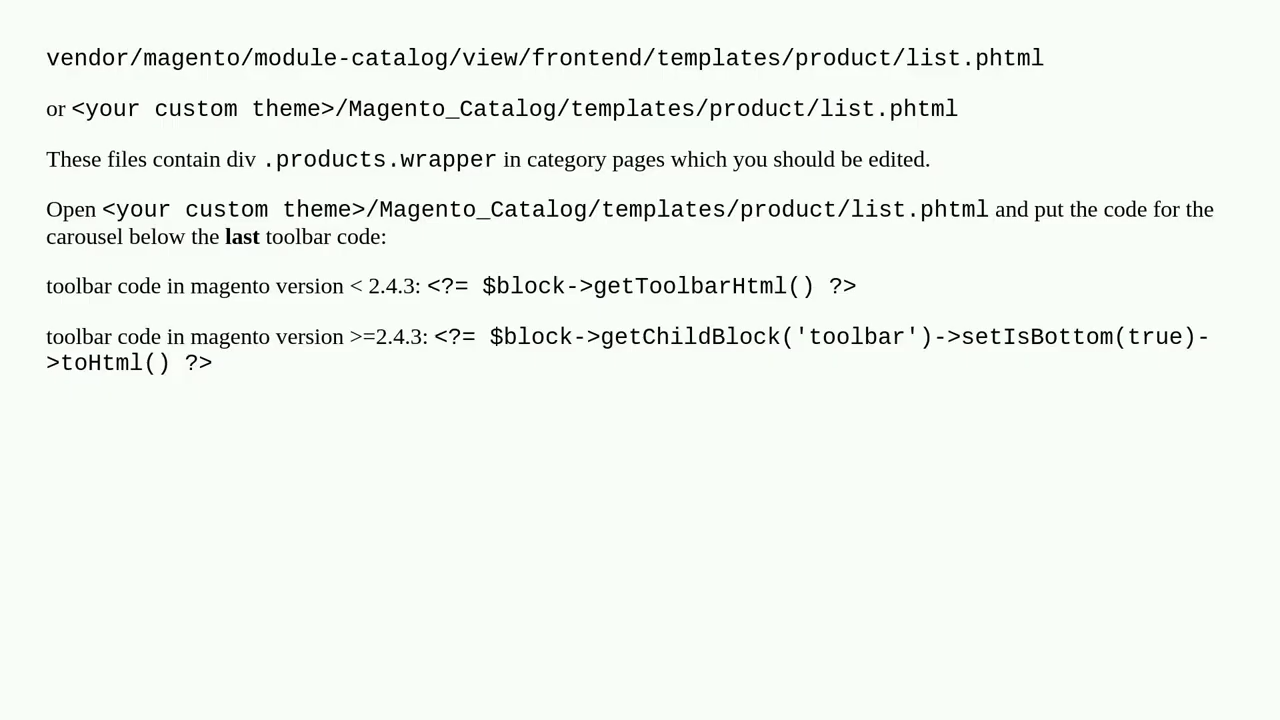 vendor/magento/module-catalog/view/frontend/templates/product/list.phtml
or <your custom theme>/Magento_Catalog/templates/product/list.phtml
These files contain div .products.wrapper in category pages which you should be edited.
Open <your custom theme>/Magento_Catalog/templates/product/list.phtml and put the code for the
carousel below the last toolbar code:
toolbar code in magento version < 2.4.3: <?= $block->getToolbarHtml() ?>
toolbar code in magento version >=2.4.3: <?= $block->getChildBlock('toolbar')->setIsBottom(true)-
>toHtml() ?>